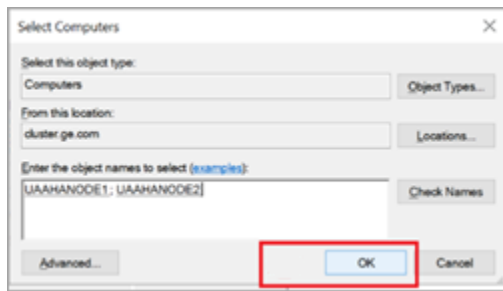 Select Computers
Select this object type:
Computers
Object Types...
From this location:
cluster.ge.com
Locations...
Enter the object names to select (examples):
UAAHANODE1; UAAHANODE2
Check Names
Advanced...
OK
Cancel